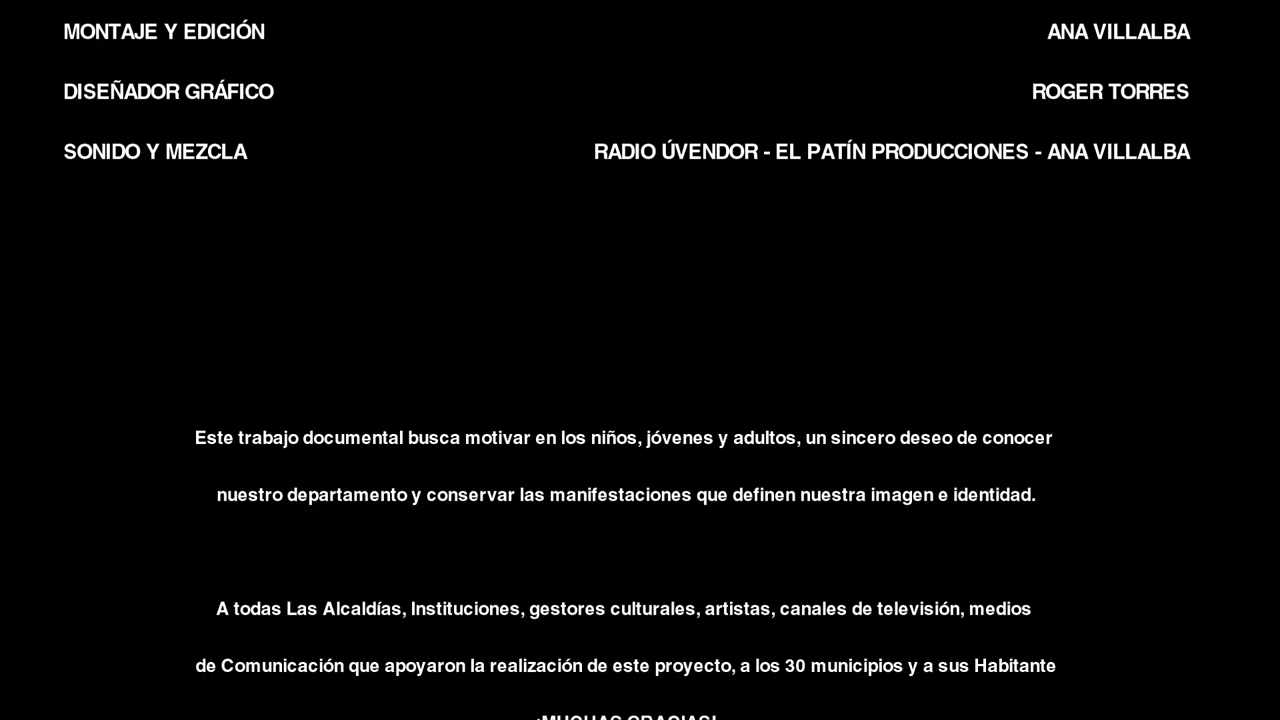 MONTAJE Y EDICIÓN ANA VILLALBA
DISEÑADOR GRÁFICO ROGER TORRES
SONIDO Y MEZCLA RADIO ÚVENDOR - EL PATÍN PRODUCCIONES - ANA VILLALBA
Este trabajo documental busca motivar en los niños, jóvenes y adultos, un sincero deseo de conocer
nuestro departamento y conservar las manifestaciones que definen nuestra imagen e identidad.
A todas Las Alcaldías, Instituciones, gestores culturales, artistas, canales de televisión, medios
de Comunicación que apoyaron la realización de este proyecto, a los 30 municipios y a sus Habitante
¡MUCHAS GRACIAS!